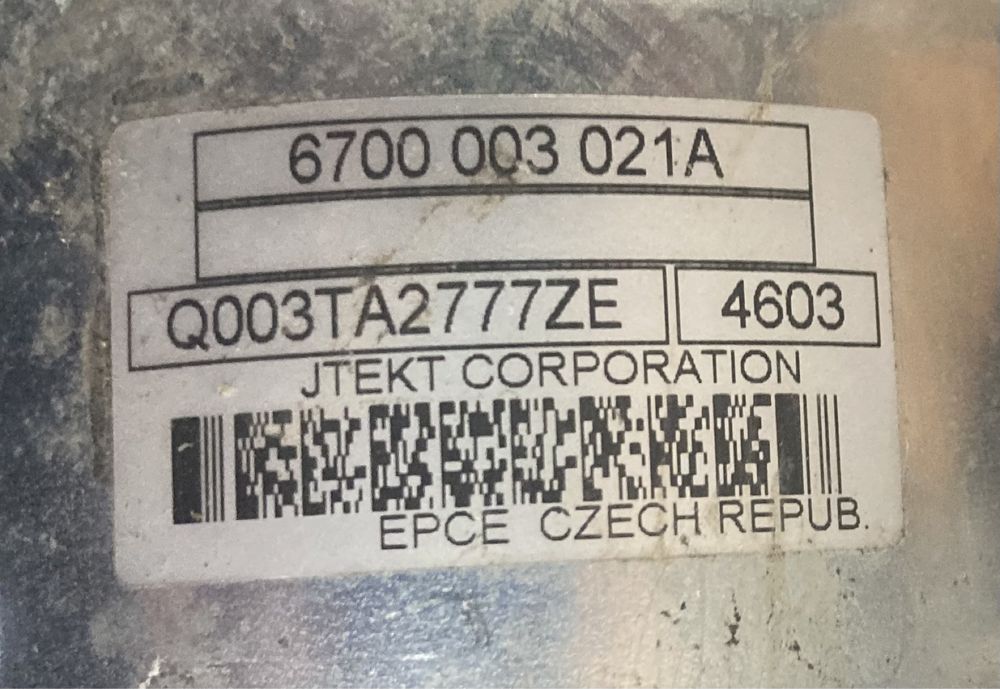 6700 003 021A
Q003TA2777ZE 4603
JTEKT CORPORATION
EPCE CZECH REPUB.